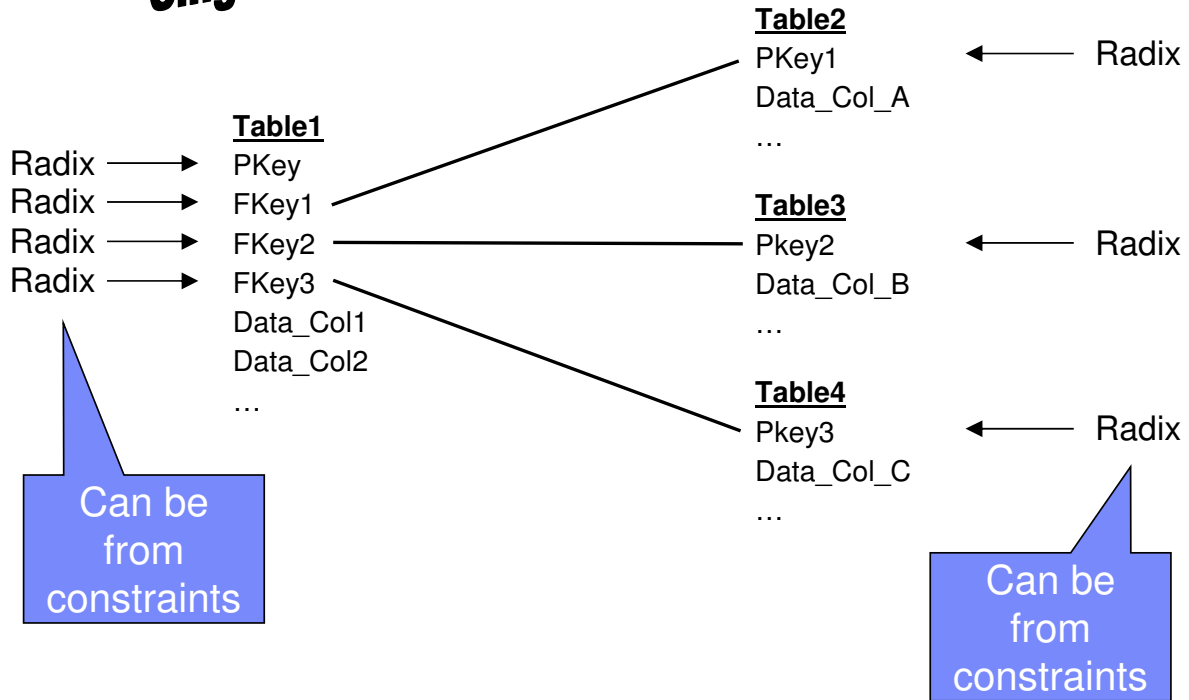 Table2
PKey1
Data_Col_A
…
Radix
Table1
Radix
PKey
Radix
FKey1
Radix
FKey2
Radix
FKey3
Data_Col1
Data_Col2
…
Table3
Pkey2
Data_Col_B
…
Radix
Table4
Pkey3
Data_Col_C
…
Radix
Can be
from
constraints
Can be
from
constraints